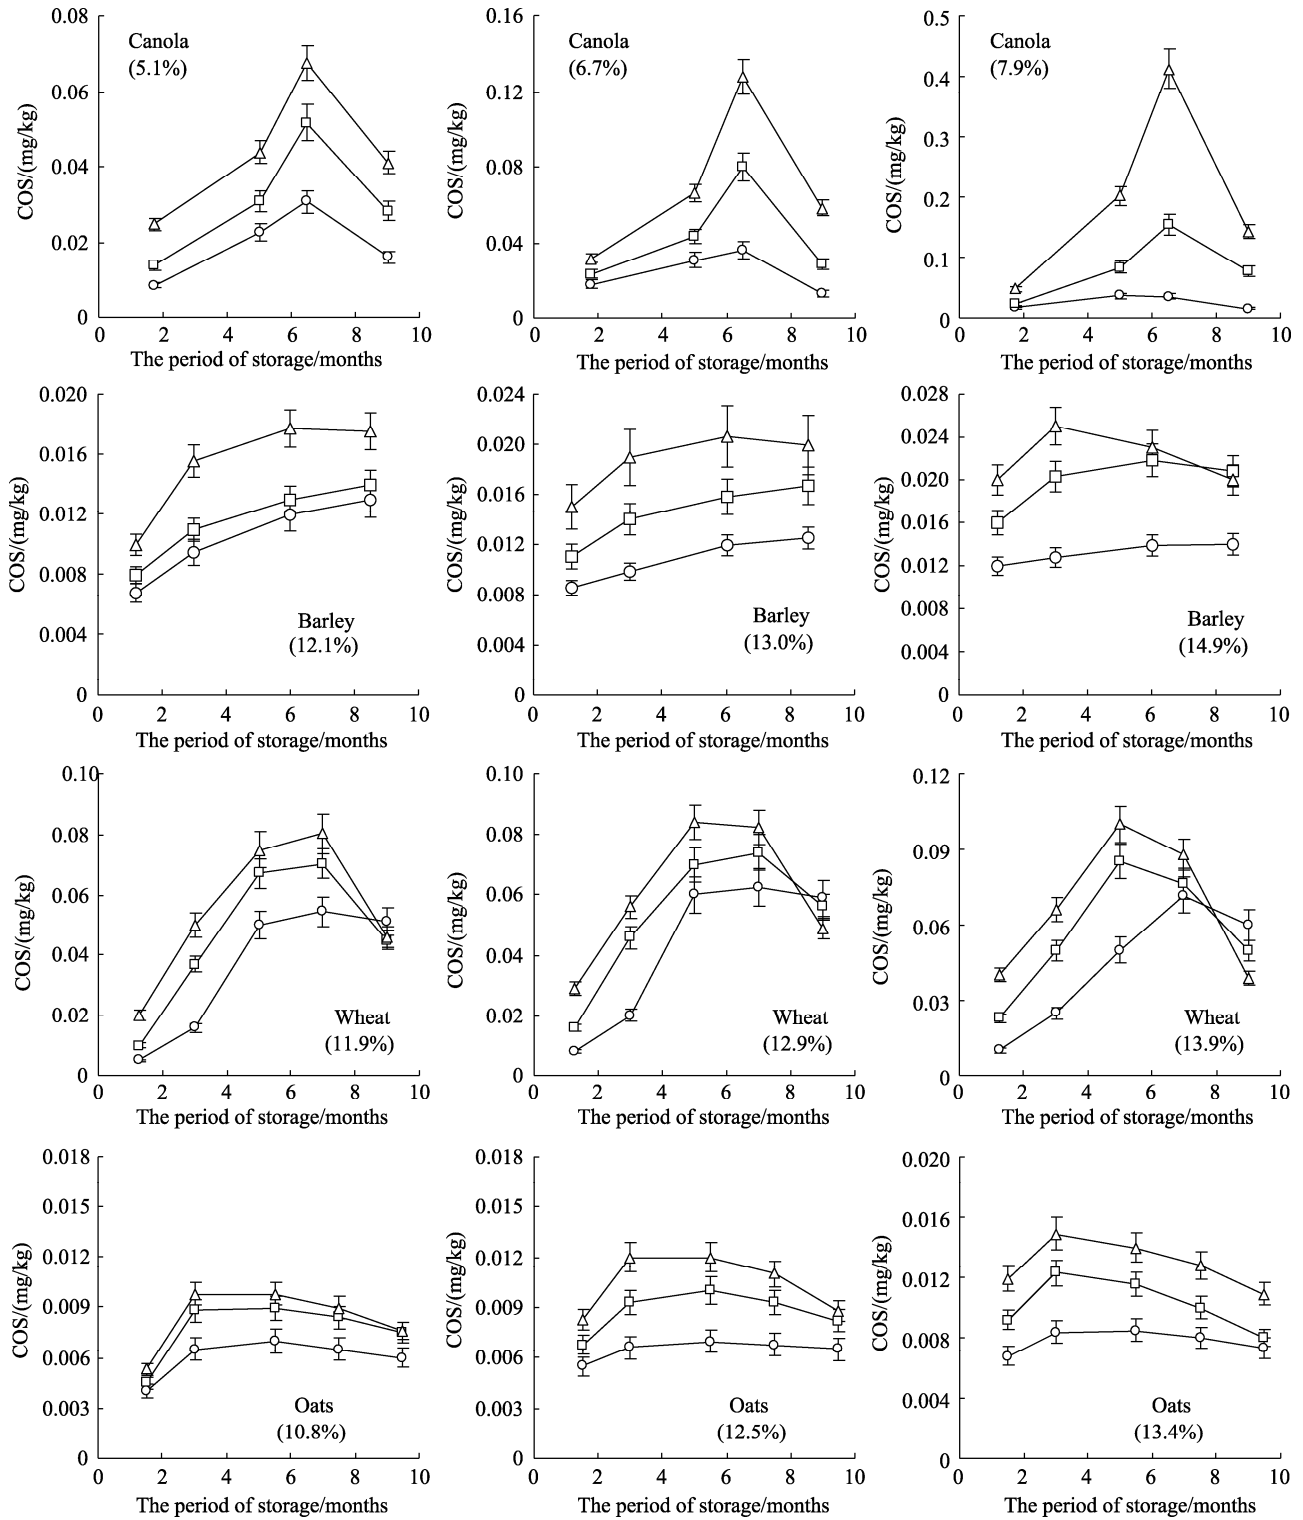 0.08
0.06
0.04
0.02
0
COS/(mg/kg)
Canola
(5.1%)
0 2 4 6 8 10
The period of storage/months
0.16
0.12
0.08
0.04
0
COS/(mg/kg)
Canola
(6.7%)
0 2 4 6 8 10
The period of storage/months
0.5
0.4
0.3
0.2
0.1
0
COS/(mg/kg)
Canola
(7.9%)
0 2 4 6 8 10
The period of storage/months
0.020
0.016
0.012
0.008
0.004
0
COS/(mg/kg)
Barley
(12.1%)
0 2 4 6 8 10
The period of storage/months
0.024
0.020
0.016
0.012
0.008
0.004
0
COS/(mg/kg)
Barley
(13.0%)
0 2 4 6 8 10
The period of storage/months
0.028
0.024
0.020
0.016
0.012
0.008
0.004
0
COS/(mg/kg)
Barley
(14.9%)
0 2 4 6 8 10
The period of storage/months
0.10
0.08
0.06
0.04
0.02
0
COS/(mg/kg)
Wheat
(11.9%)
0 2 4 6 8 10
The period of storage/months
0.10
0.08
0.06
0.04
0.02
0
COS/(mg/kg)
Wheat
(12.9%)
0 2 4 6 8 10
The period of storage/months
0.12
0.09
0.06
0.03
0
COS/(mg/kg)
Wheat
(13.9%)
0 2 4 6 8 10
The period of storage/months
0.018
0.015
0.012
0.009
0.006
0.003
0
COS/(mg/kg)
Oats
(10.8%)
0 2 4 6 8 10
The period of storage/months
0.018
0.015
0.012
0.009
0.006
0.003
0
COS/(mg/kg)
Oats
(12.5%)
0 2 4 6 8 10
The period of storage/months
0.020
0.016
0.012
0.008
0.004
0
COS/(mg/kg)
Oats
(13.4%)
0 2 4 6 8 10
The period of storage/months